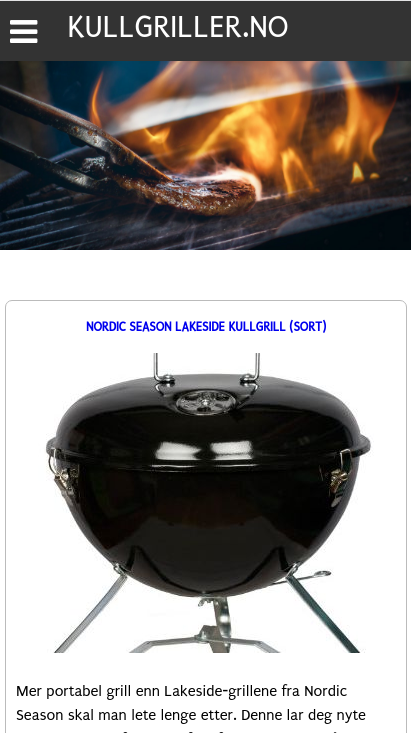 KULLGRILLER.NO
NORDIC SEASON LAKESIDE KULLGRILL (SORT)
Mer portabel grill enn Lakeside-grillene fra Nordic
Season skal man lete lenge etter. Denne lar deg nyte